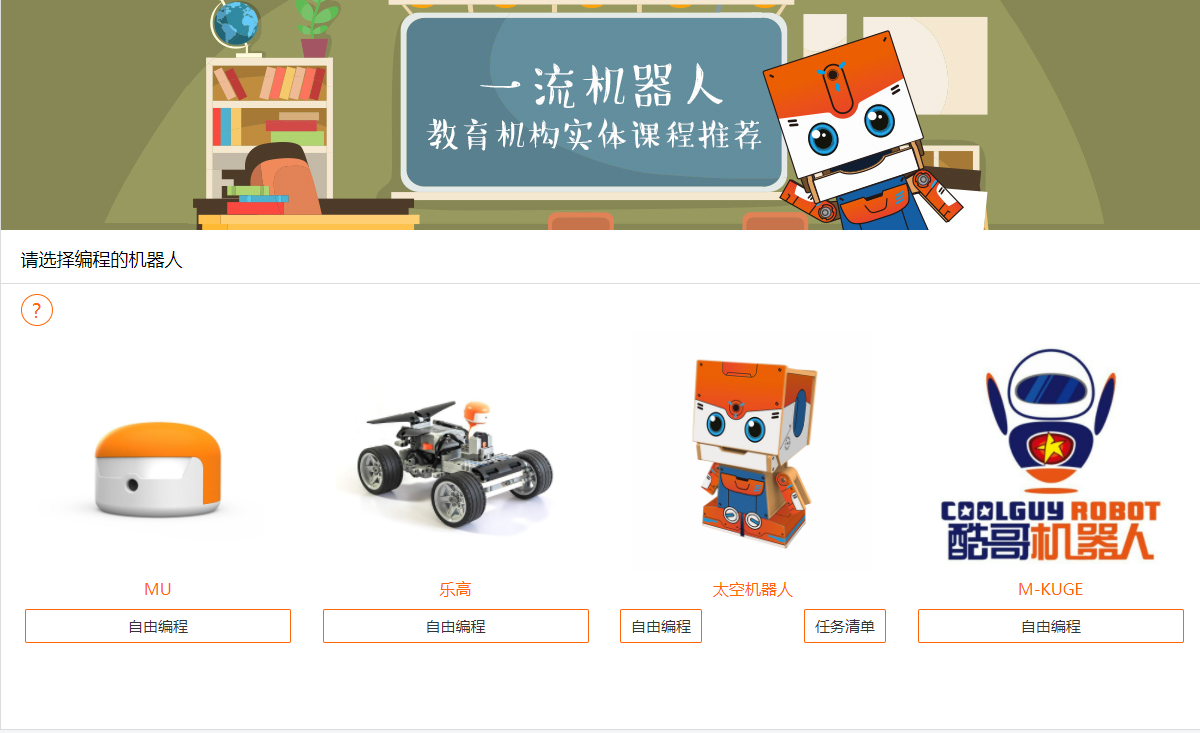 一流机器人
教育机构实体课程推荐
请选择编程的机器人
?
COOLGUY ROBOT
酷哥机器人
MU
乐高
太空机器人
M-KUGE
自由编程
自由编程
自由编程
任务清单
自由编程